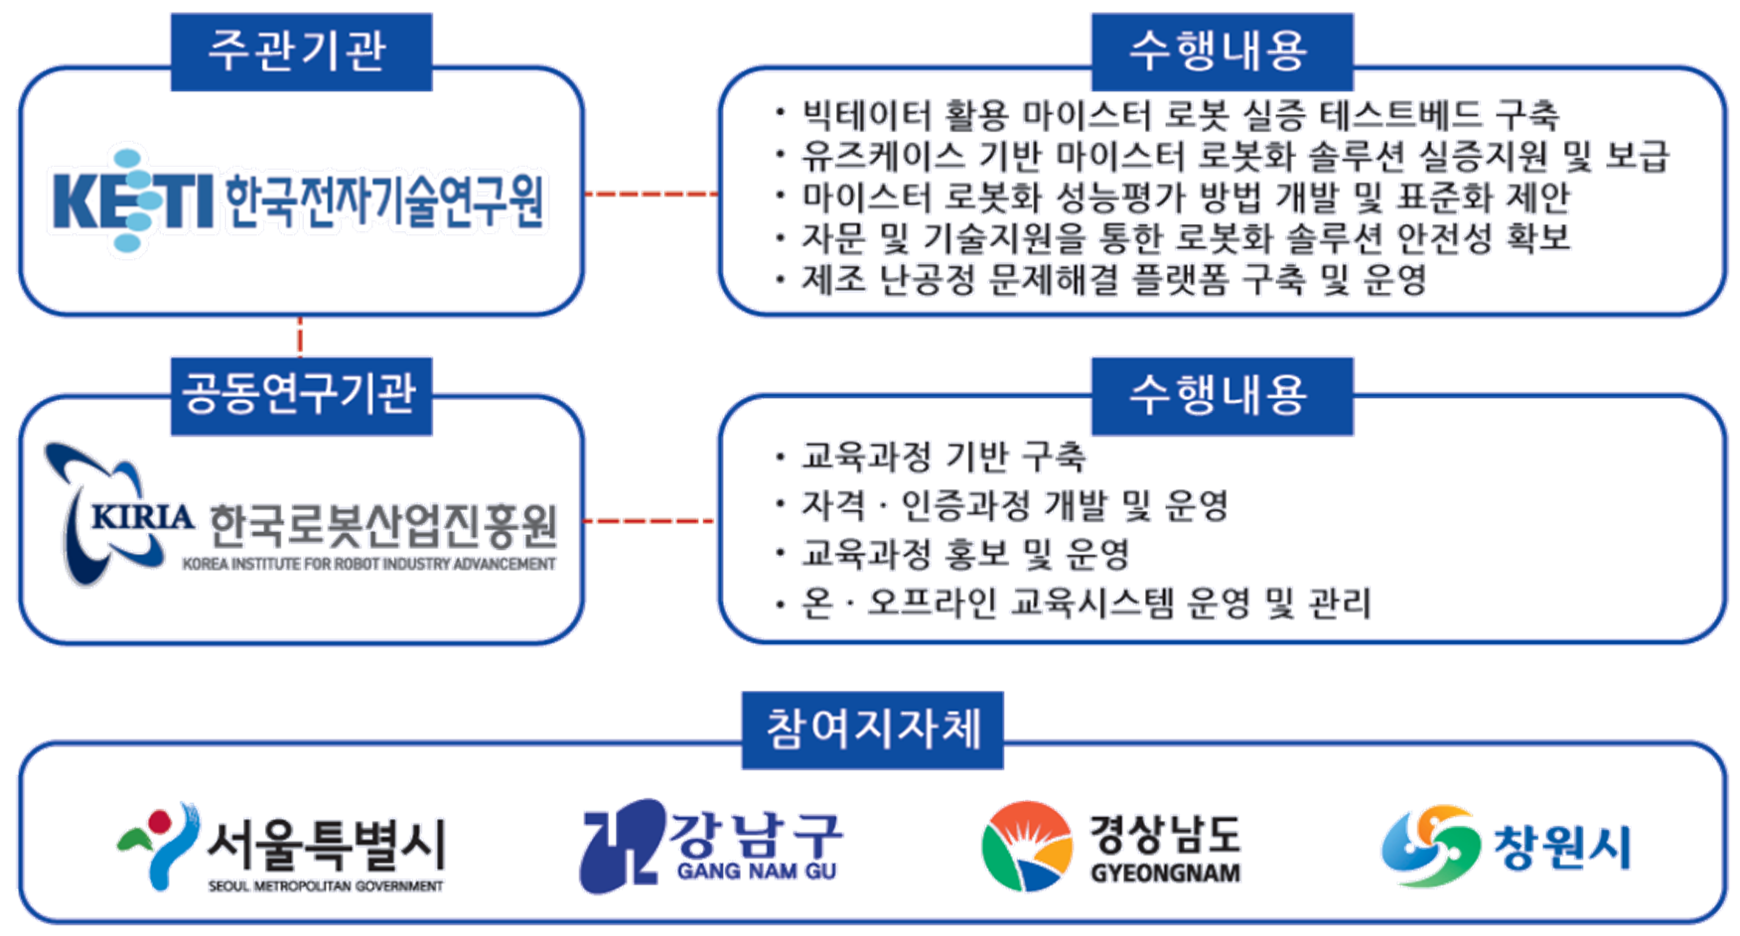 주관기관
KETI 한국전자기술연구원
수행내용
• 빅테이터 활용 마이스터 로봇 실증 테스트베드 구축
• 유즈케이스 기반 마이스터 로봇화 솔루션 실증지원 및 보급
• 마이스터 로봇화 성능평가 방법 개발 및 표준화 제안
• 자문 및 기술지원을 통한 로봇화 솔루션 안전성 확보
• 제조 난공정 문제해결 플랫폼 구축 및 운영
공동연구기관
KIRIA 한국로봇산업진흥원
KOREA INSTITUTE FOR ROBOT INDUSTRY ADVANCEMENT
수행내용
• 교육과정 기반 구축
• 자격 · 인증과정 개발 및 운영
• 교육과정 홍보 및 운영
• 온 · 오프라인 교육시스템 운영 및 관리
참여지자체
서울특별시
SEOUL METROPOLITAN GOVERNMENT
강남구
GANG NAM GU
경상남도
GYEONGNAM
창원시